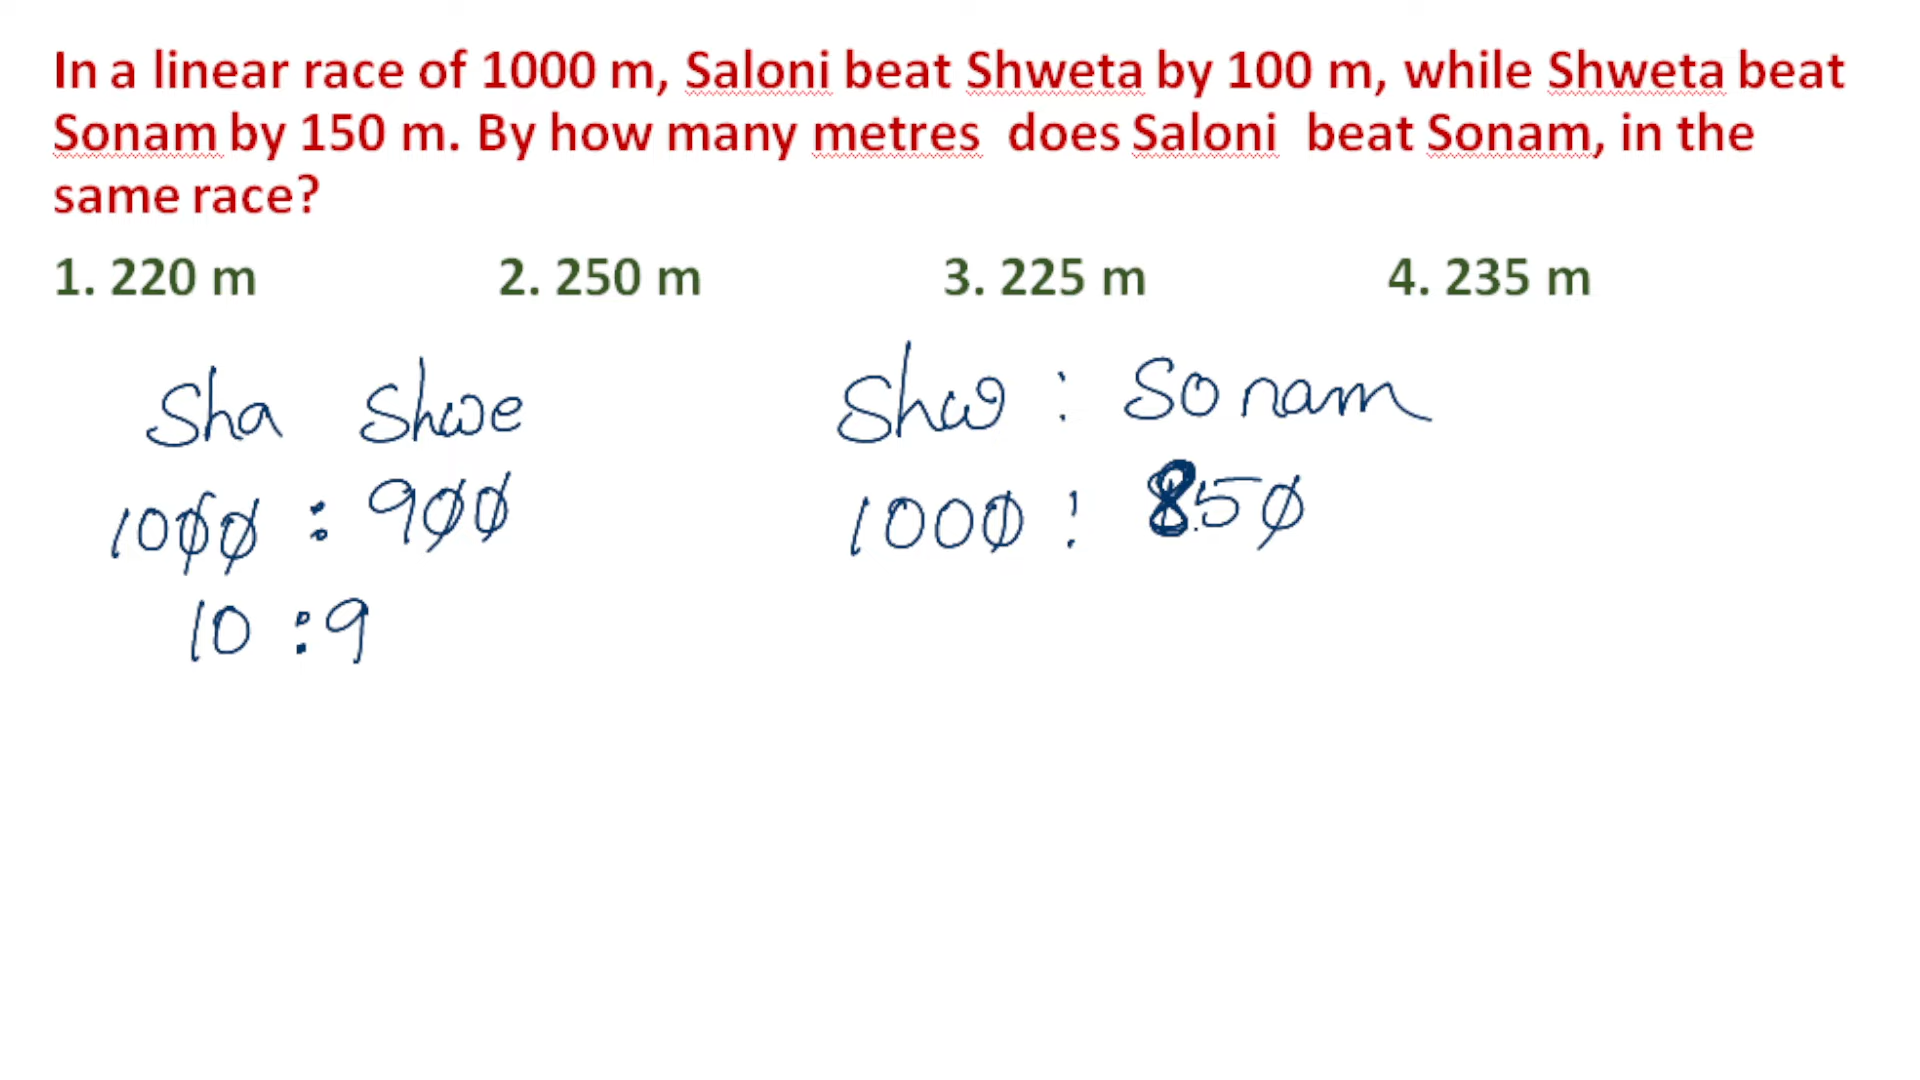 In a linear race of 1000 m, Saloni beat Shweta by 100 m, while Shweta beat
Sonam by 150 m. By how many metres does Saloni beat Sonam, in the
same race?
1. 220 m 2. 250 m 3. 225 m 4. 235 m
Sha Shwe Shw : Sonam
1000 : 900 1000 : 850
10 : 9